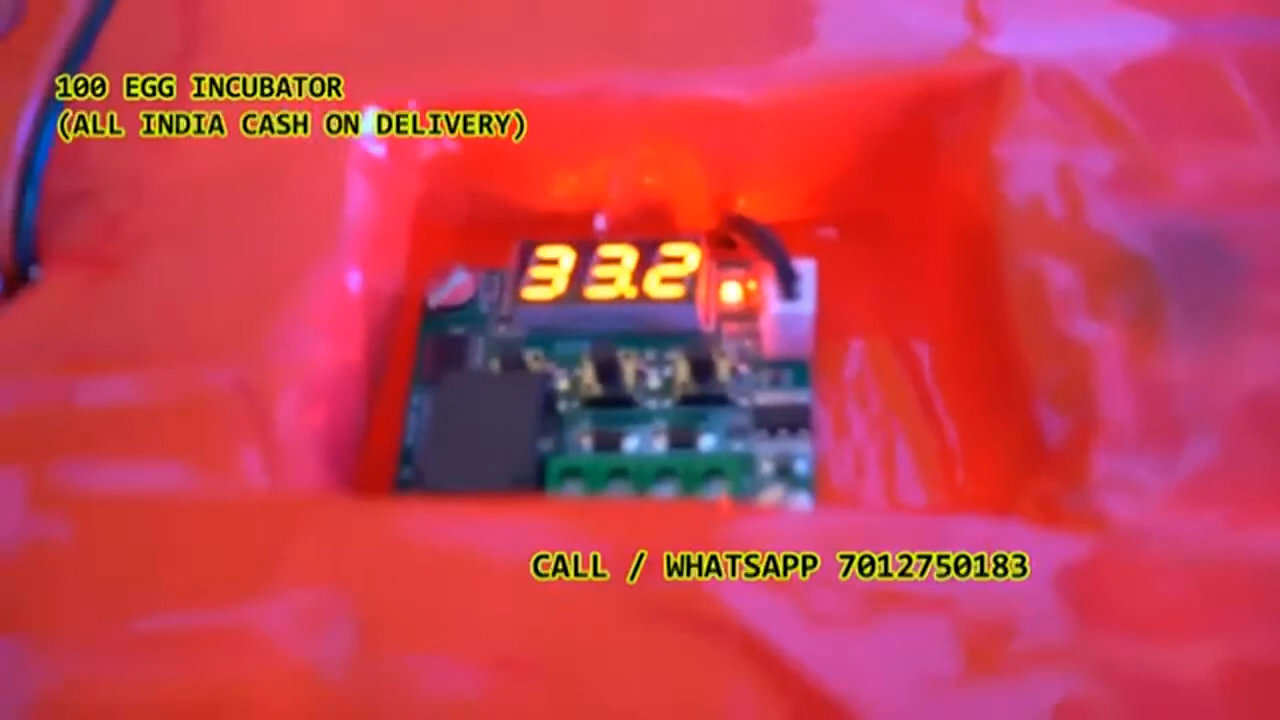 100 EGG INCUBATOR
(ALL INDIA CASH ON DELIVERY)
33.2
CALL / WHATSAPP 7012750183